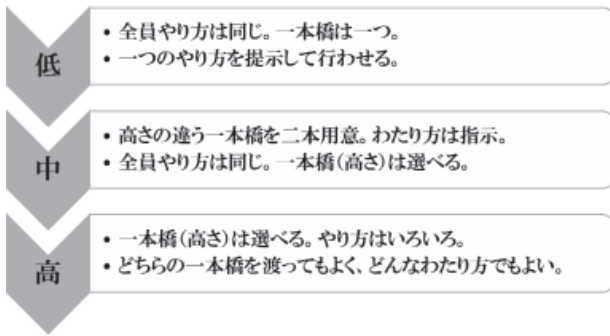 低
• 全員やり方は同じ。一本橋は一つ。
• 一つのやり方を提示して行わせる。
中
• 高さの違う一本橋を二本用意。わたり方は指示。
• 全員やり方は同じ。一本橋(高さ)は選べる。
高
• 一本橋(高さ)は選べる。やり方はいろいろ。
• どちらの一本橋を渡ってもよく、どんなわたり方でもよい。